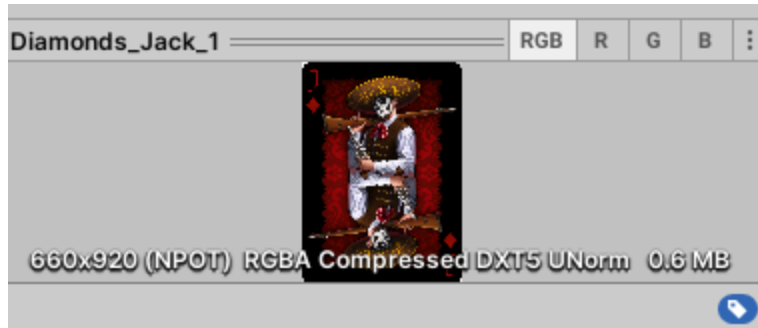 Diamonds_Jack_1 RGB R G B
J
660x920 (NPOT) RGBA Compressed DXT5 UNorm 0.6 MB